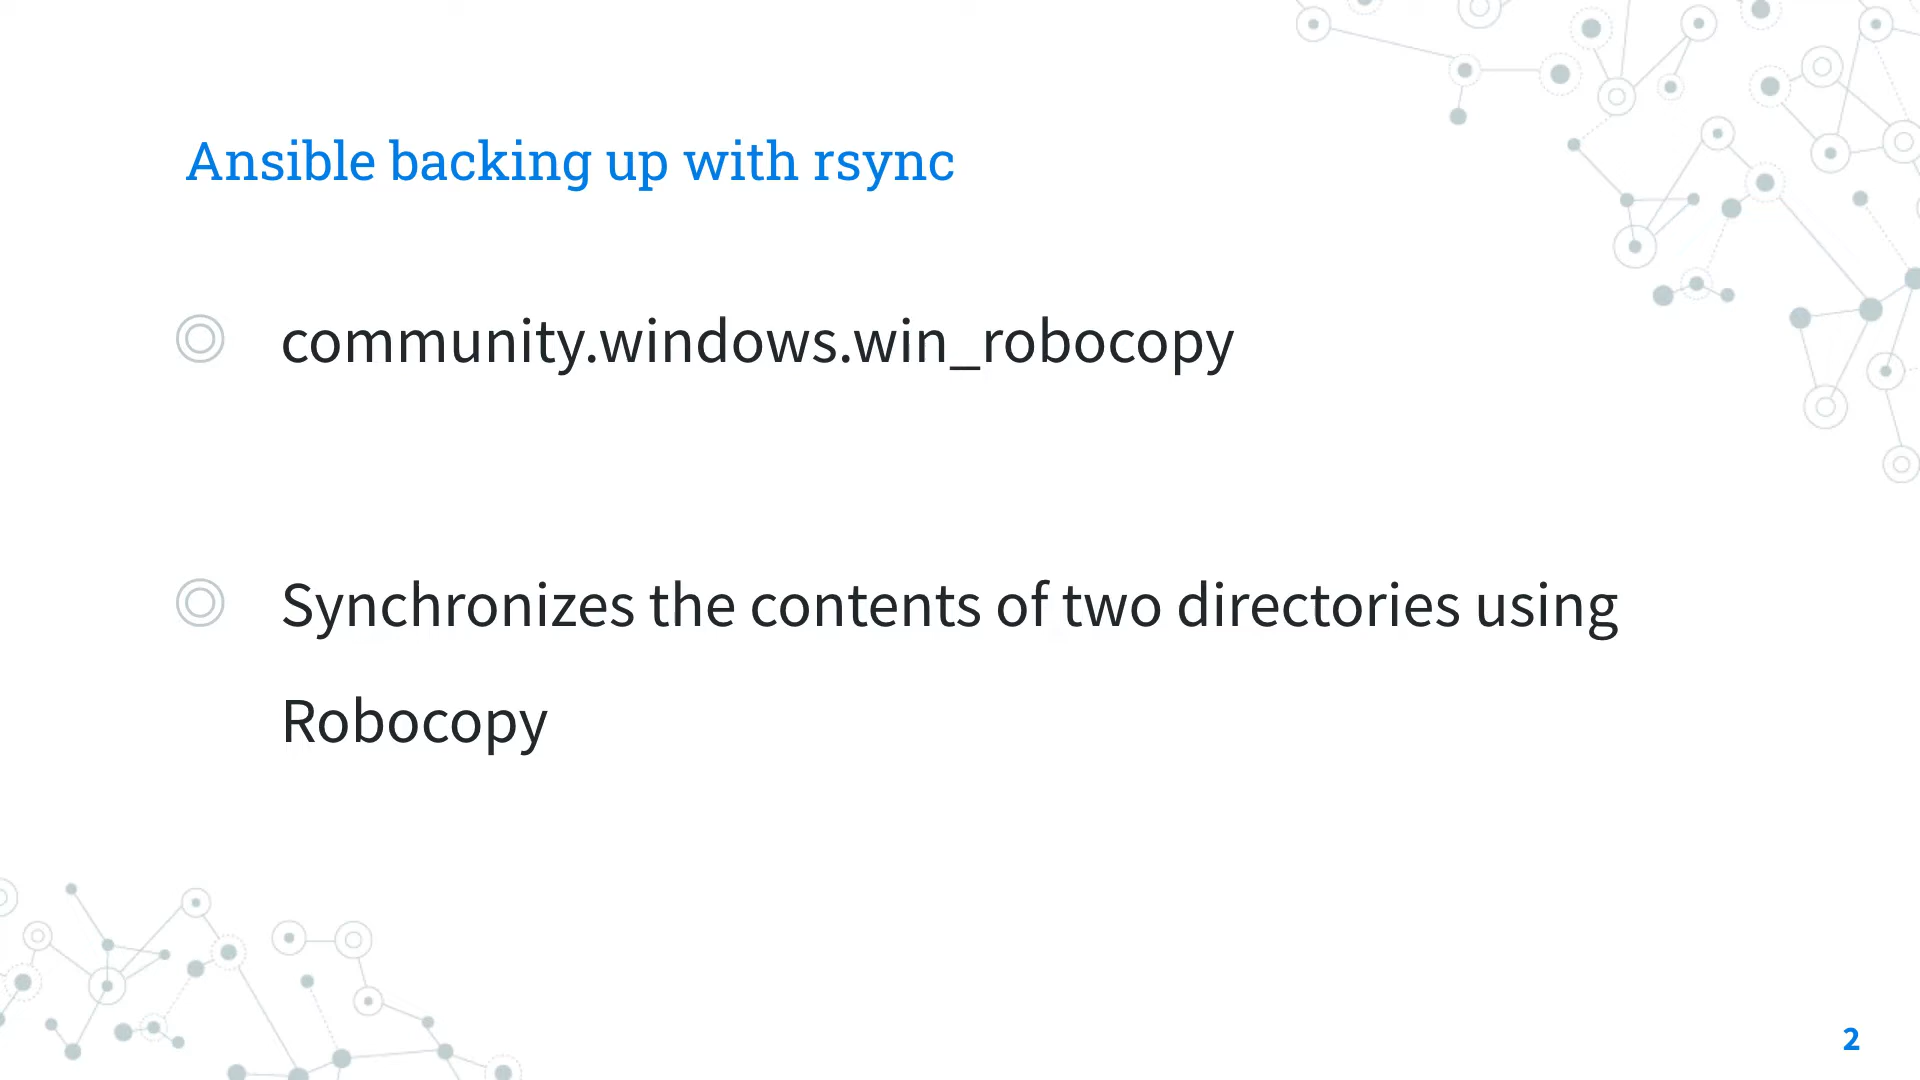 Ansible backing up with rsync
community.windows.win_robocopy
Synchronizes the contents of two directories using
Robocopy
2